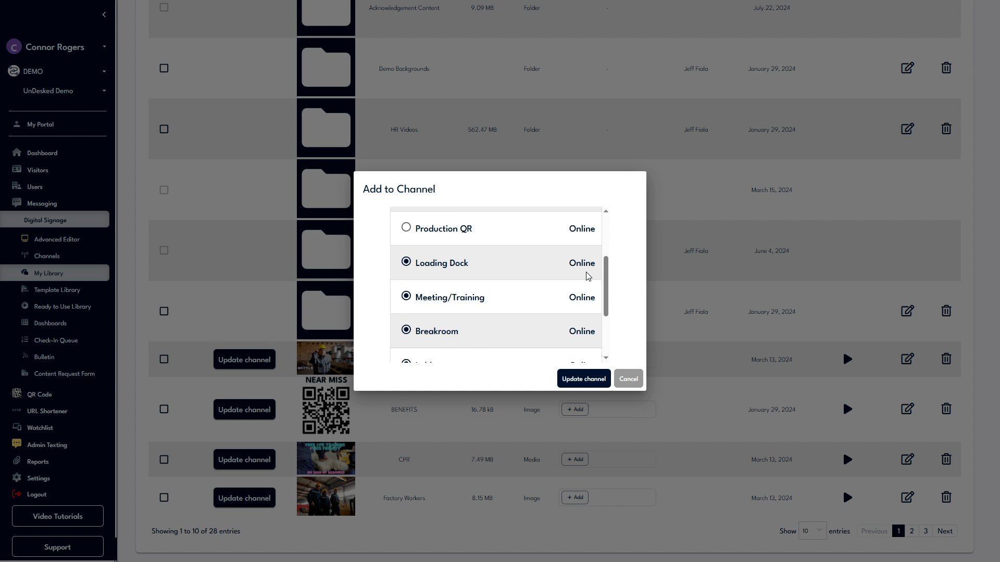 C Connor Rogers
DEMO
UnDesked Demo
My Portal
Dashboard
Visitors
Users
Messaging
Digital Signage
Advanced Editor
Channels
My Library
Template Library
Ready to Use Library
Dashboards
Check-In Queue
Bulletin
Content Request Form
QR Code
HTTP URL Shortener
Watchlist
Admin Texting
Reports
Settings
Logout
Video Tutorials
Support
Acknowledgement Content 9.09 MB Folder - July 22, 2024
Demo Backgrounds Folder - Jeff Fiala January 29, 2024
HR Videos 562.47 MB Folder - Jeff Fiala January 29, 2024
March 15, 2024
Jeff Fiala June 4, 2024
Jeff Fiala January 29, 2024
Add to Channel
Production QR Online
Loading Dock Online
Meeting/Training Online
Breakroom Online
Update channel Cancel
Update channel March 13, 2024
NEAR MISS
Update channel BENEFITS 16.78 kB Image + Add January 29, 2024
FREE CPR TRAINING
THIS FRIDAY!
NO SIGN UP REQUIRED
Update channel CPR 7.49 MB Media + Add March 13, 2024
Update channel Factory Workers 8.15 MB Image + Add March 13, 2024
Showing 1 to 10 of 28 entries Show 10 entries Previous 1 2 3 Next